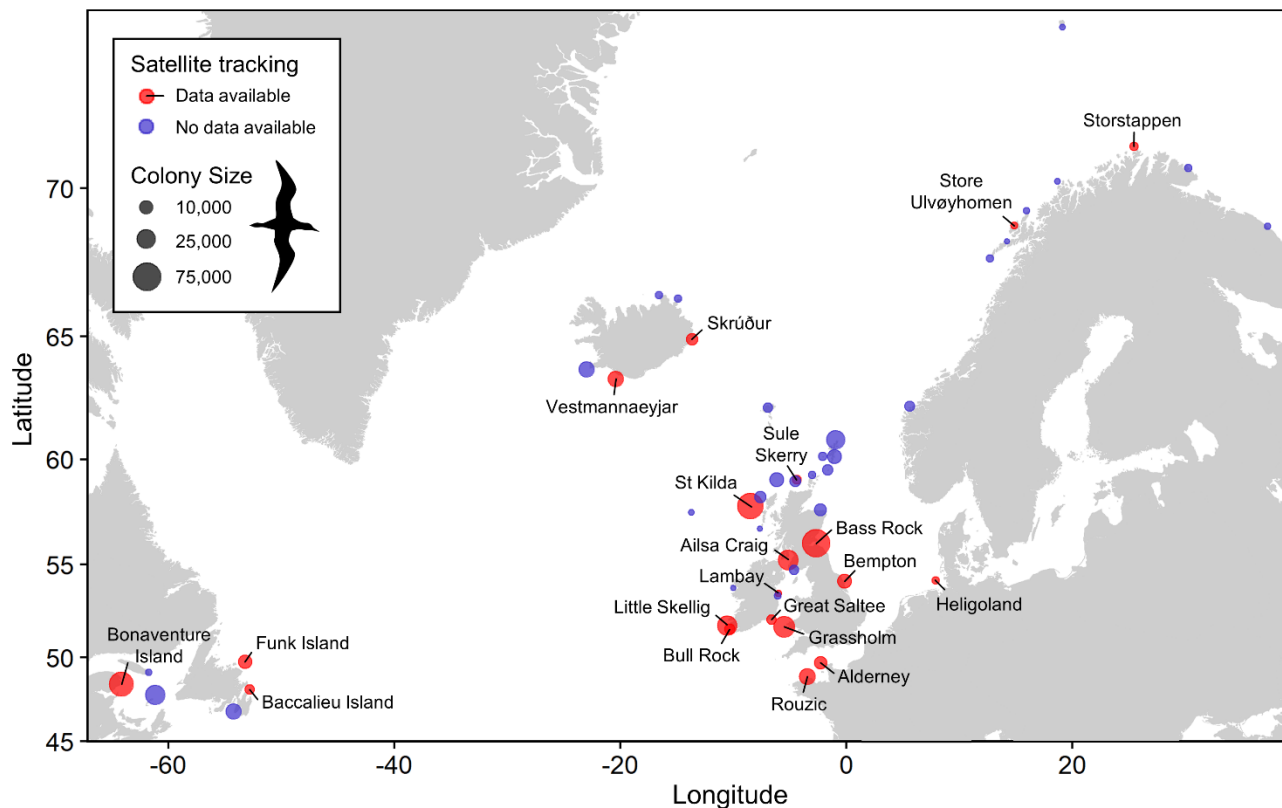 Satellite tracking
Data available
No data available
Colony Size
10,000
25,000
75,000
Storstappen
Store
Ulvøyhomen
Skrúður
Vestmannaeyjar
Sule
Skerry
St Kilda
Bass Rock
Ailsa Craig
Bempton
Lambay
Heligoland
Little Skellig
Great Saltee
Grassholm
Bull Rock
Alderney
Rouzic
Bonaventure
Island
Funk Island
Baccalieu Island
70
65
60
55
50
45
Latitude
-60
-40
-20
0
20
Longitude